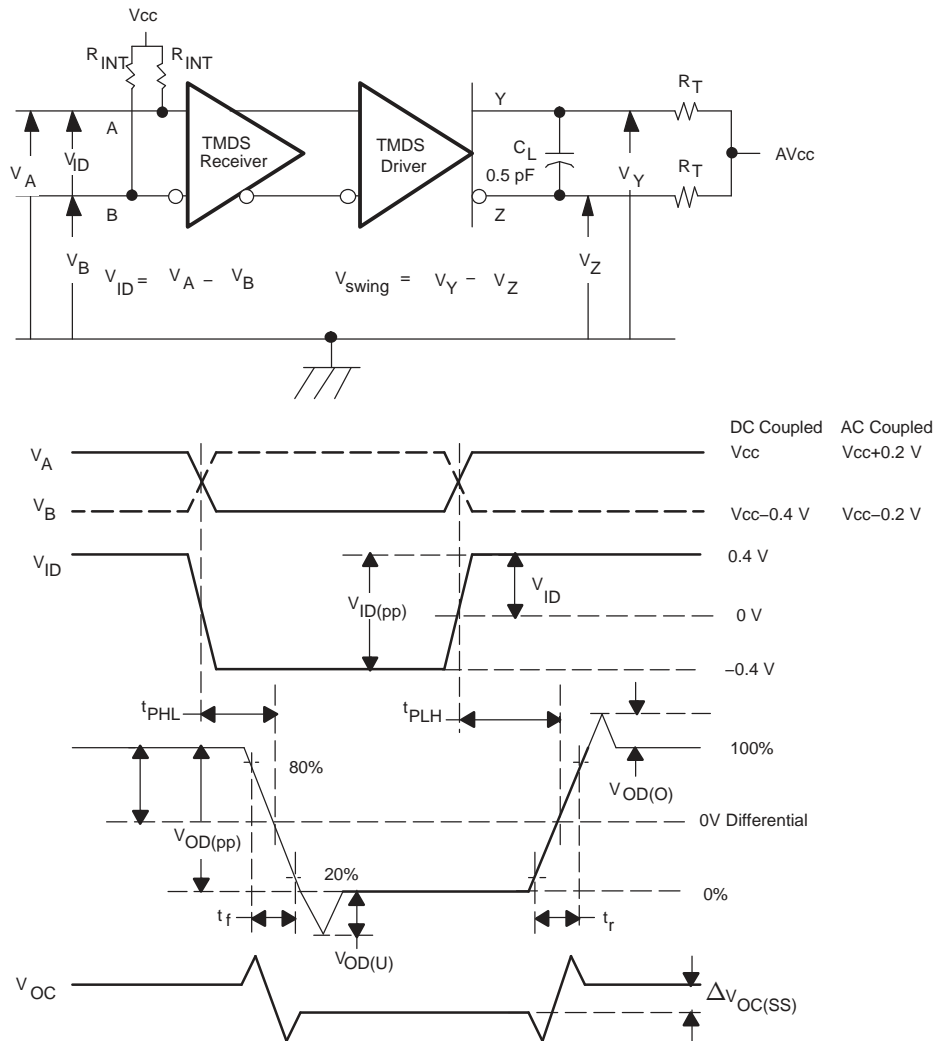 Vcc
RINT RINT
A
B
VA
VID
VB
TMDS
Receiver
TMDS
Driver
Y
Z
CL
0.5 pF
VY
VZ
RT
RT
AVcc
VID = VA − VB
Vswing = VY − VZ
DC Coupled AC Coupled
VA
Vcc Vcc+0.2 V
VB
Vcc−0.4 V Vcc−0.2 V
VID
0.4 V
VID(pp)
VID
0 V
−0.4 V
tPHL
tPLH
100%
80%
VOD(O)
0V Differential
VOD(pp)
20%
0%
tf
tr
VOD(U)
VOC
ΔVOC(SS)